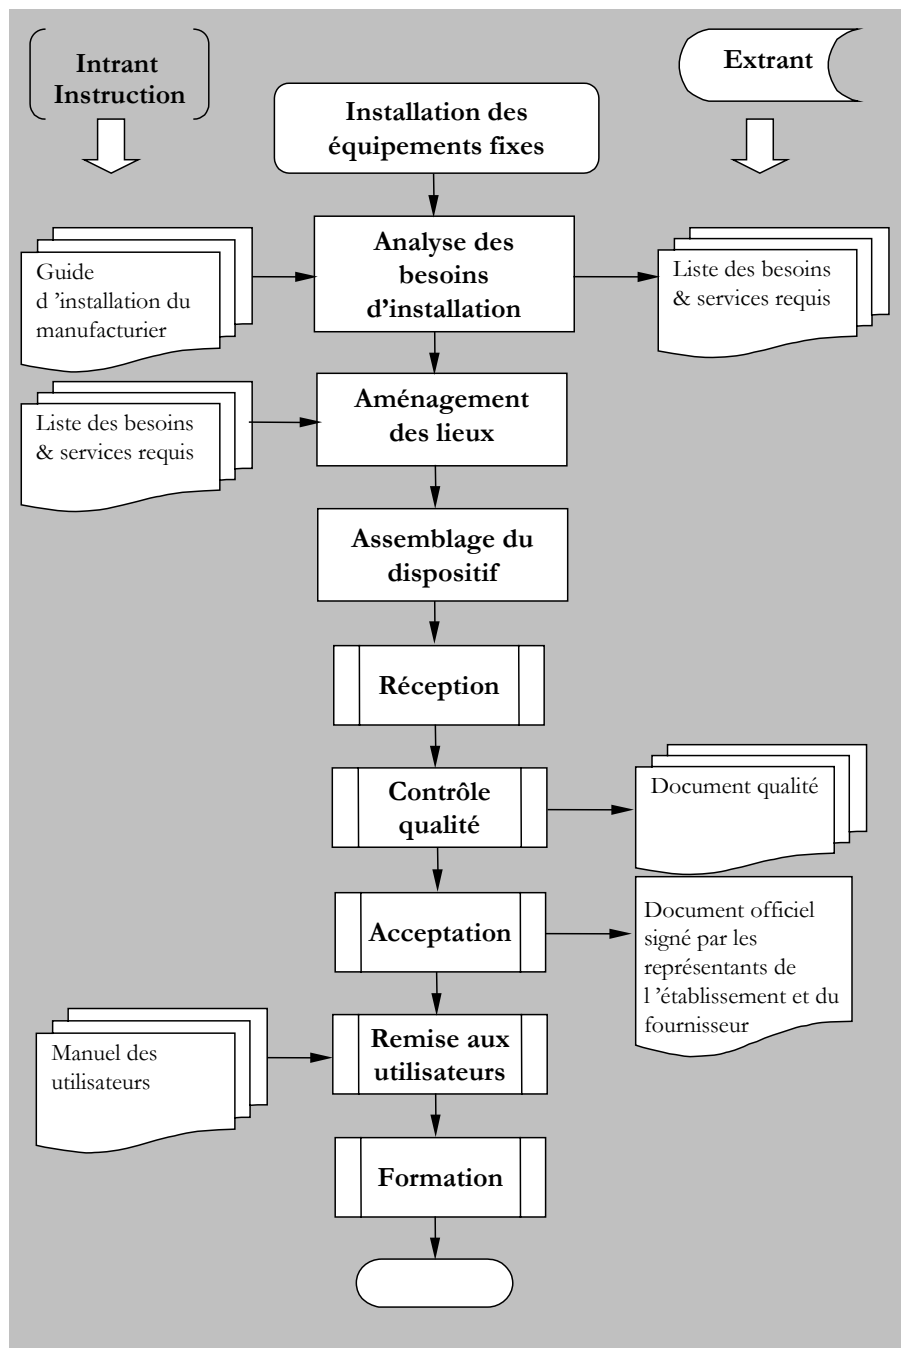 Intrant
Instruction
Extrant
Installation des
équipements fixes
Guide
d ’installation du
manufacturier
Analyse des
besoins
d'installation
Liste des besoins
& services requis
Liste des besoins
& services requis
Aménagement
des lieux
Assemblage du
dispositif
Réception
Contrôle
qualité
Document qualité
Acceptation
Document officiel
signé par les
représentants de
l ’établissement et du
fournisseur
Manuel des
utilisateurs
Remise aux
utilisateurs
Formation